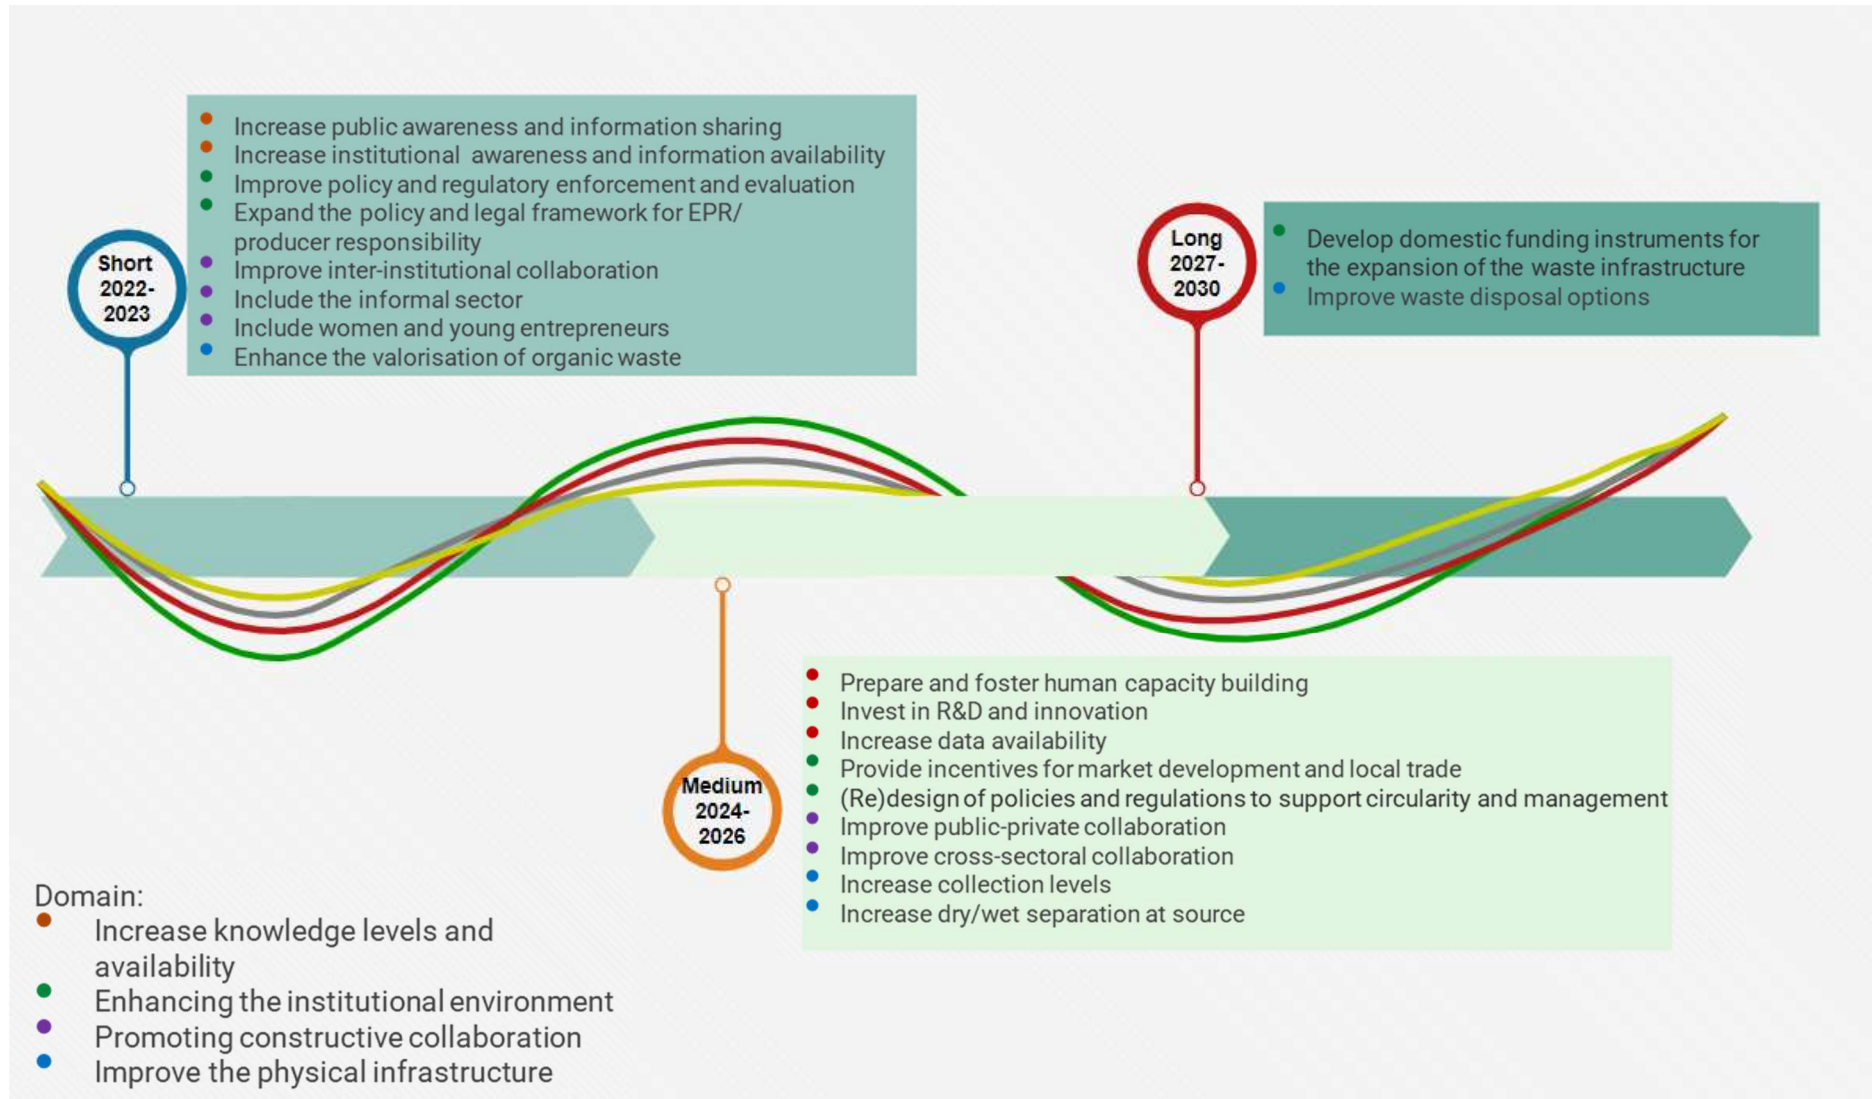 Increase public awareness and information sharing
Increase institutional awareness and information availability
Improve policy and regulatory enforcement and evaluation
Expand the policy and legal framework for EPR/
producer responsibility
Improve inter-institutional collaboration
Include the informal sector
Include women and young entrepreneurs
Enhance the valorisation of organic waste
Short
2022-
2023
Long
2027-
2030
Develop domestic funding instruments for
the expansion of the waste infrastructure
Improve waste disposal options
Medium
2024-
2026
Prepare and foster human capacity building
Invest in R&D and innovation
Increase data availability
Provide incentives for market development and local trade
(Re)design of policies and regulations to support circularity and management
Improve public-private collaboration
Improve cross-sectoral collaboration
Increase collection levels
Increase dry/wet separation at source
Domain:
Increase knowledge levels and
availability
Enhancing the institutional environment
Promoting constructive collaboration
Improve the physical infrastructure